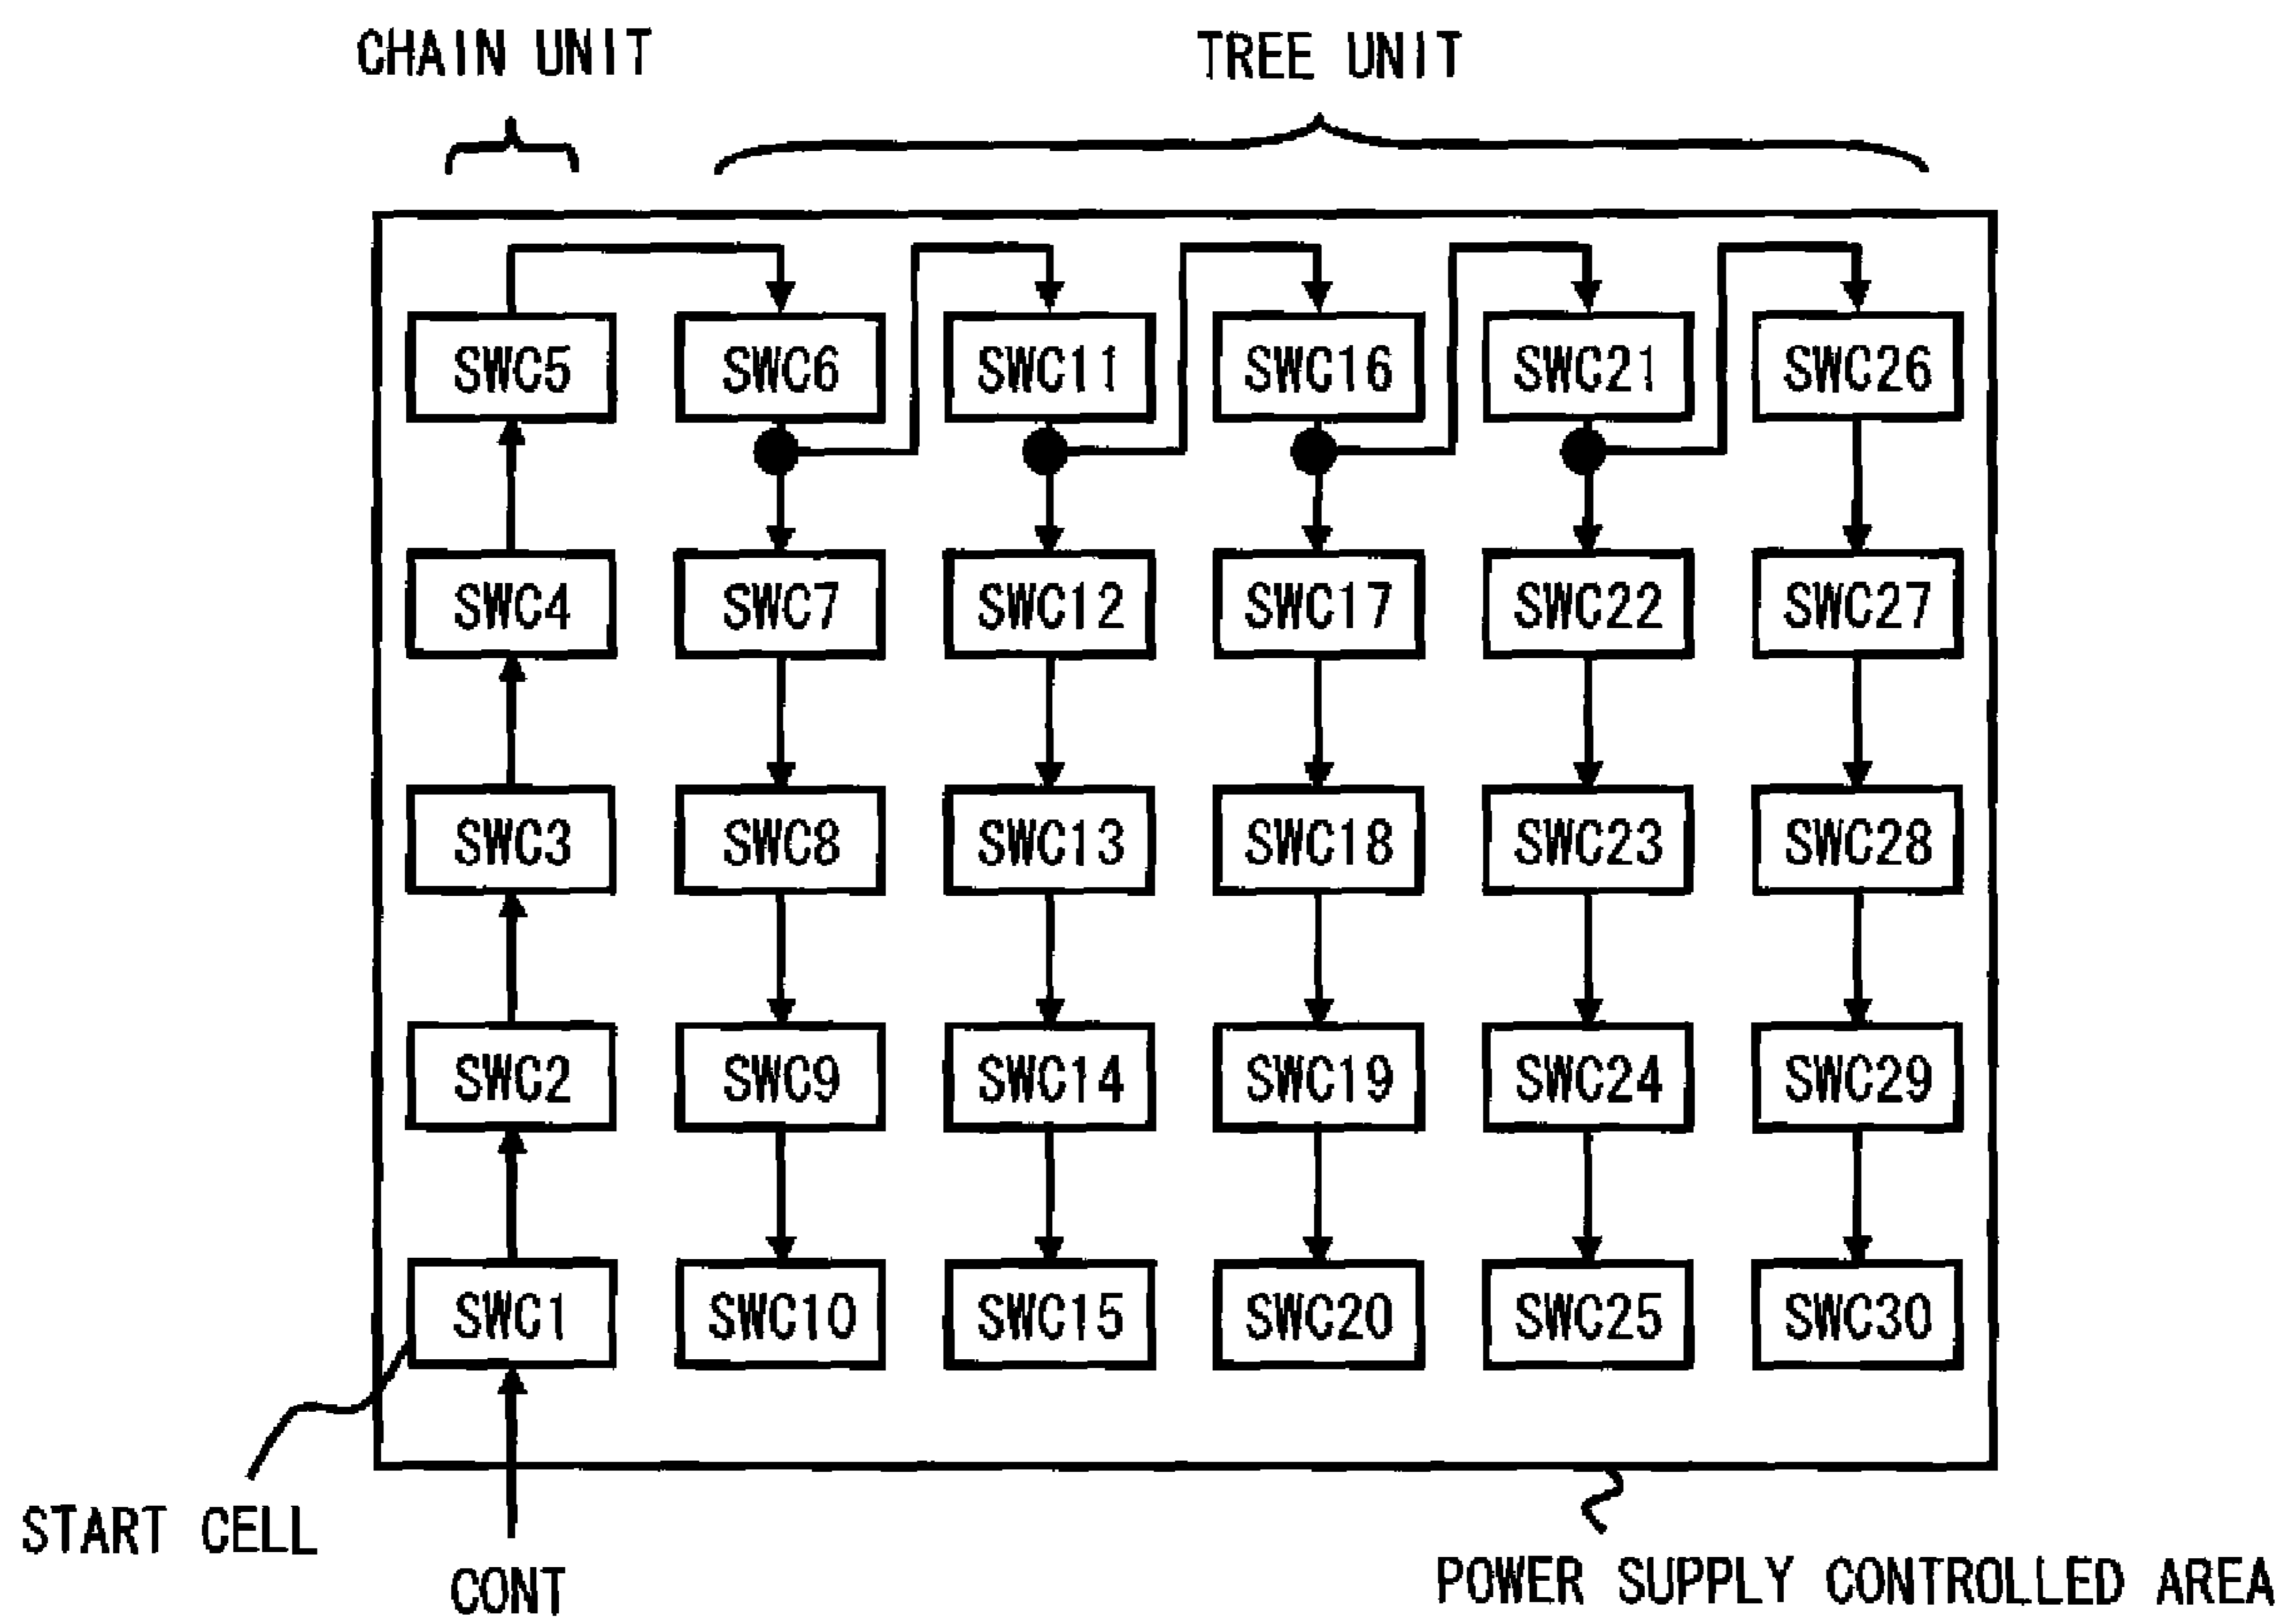 CHAIN UNIT TREE UNIT
SWC5 SWC6 SWC11 SWC16 SWC21 SWC26
SWC4 SWC7 SWC12 SWC17 SWC22 SWC27
SWC3 SWC8 SWC13 SWC18 SWC23 SWC28
SWC2 SWC9 SWC14 SWC19 SWC24 SWC29
SWC1 SWC10 SWC15 SWC20 SWC25 SWC30
START CELL
CONT
POWER SUPPLY CONTROLLED AREA